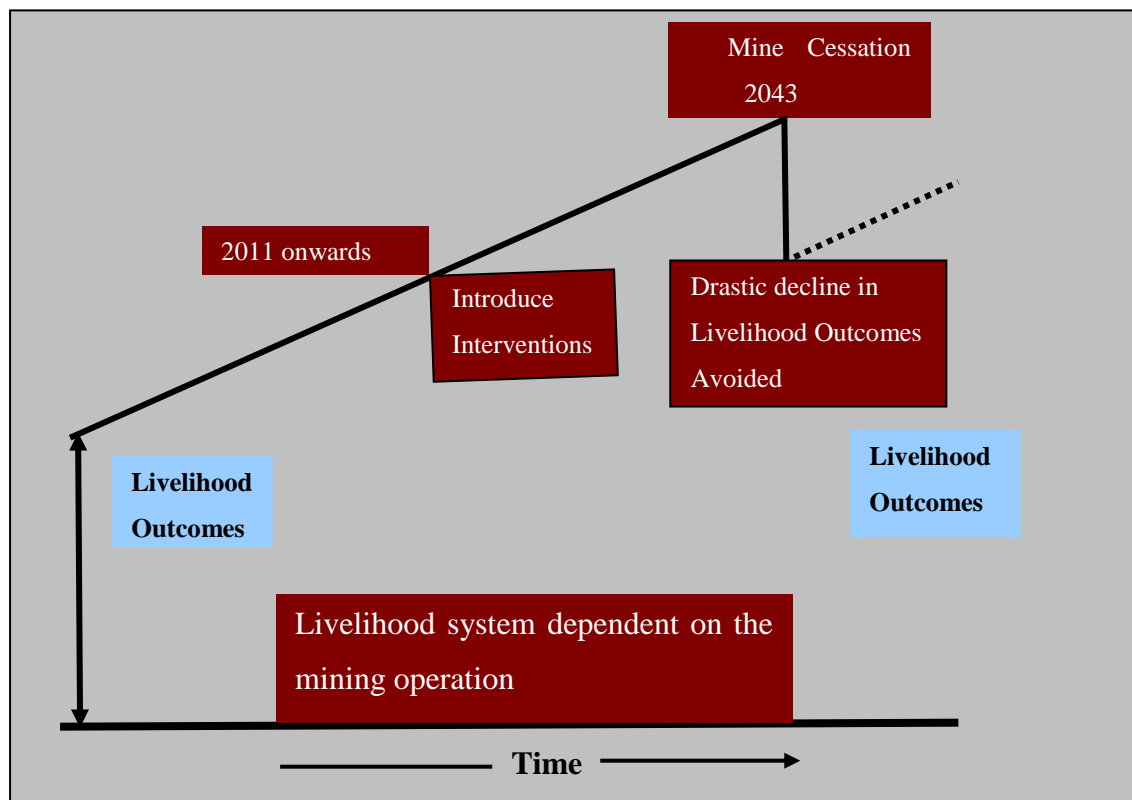 Mine Cessation
2043
2011 onwards
Introduce
Interventions
Drastic decline in
Livelihood Outcomes
Avoided
Livelihood
Outcomes
Livelihood
Outcomes
Livelihood system dependent on the
mining operation
Time